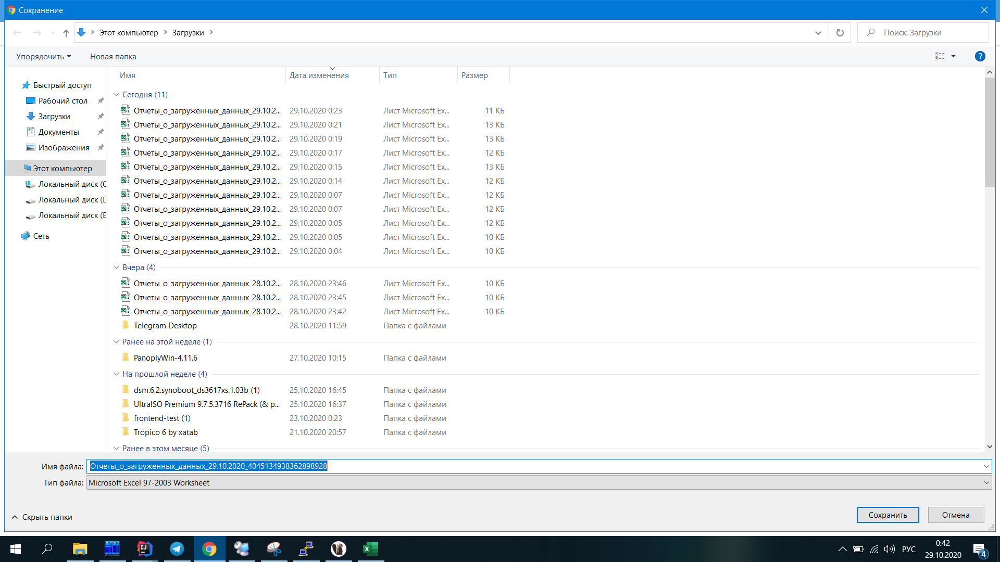 Сохранение
Этот компьютер Загрузки
Поиск: Загрузки
Упорядочить Новая папка
Имя Дата изменения Тип Размер
Быстрый доступ
Рабочий стол
Загрузки
Документы
Изображения
Этот компьютер
Локальный диск (C
Локальный диск (D
Локальный диск (E
Сеть
Сегодня (11)
Отчеты_о_загруженных_данных_29.10.2... 29.10.2020 0:23 Лист Microsoft Ex... 11 КБ
Отчеты_о_загруженных_данных_29.10.2... 29.10.2020 0:21 Лист Microsoft Ex... 13 КБ
Отчеты_о_загруженных_данных_29.10.2... 29.10.2020 0:19 Лист Microsoft Ex... 13 КБ
Отчеты_о_загруженных_данных_29.10.2... 29.10.2020 0:17 Лист Microsoft Ex... 12 КБ
Отчеты_о_загруженных_данных_29.10.2... 29.10.2020 0:15 Лист Microsoft Ex... 13 КБ
Отчеты_о_загруженных_данных_29.10.2... 29.10.2020 0:14 Лист Microsoft Ex... 12 КБ
Отчеты_о_загруженных_данных_29.10.2... 29.10.2020 0:07 Лист Microsoft Ex... 12 КБ
Отчеты_о_загруженных_данных_29.10.2... 29.10.2020 0:07 Лист Microsoft Ex... 12 КБ
Отчеты_о_загруженных_данных_29.10.2... 29.10.2020 0:05 Лист Microsoft Ex... 12 КБ
Отчеты_о_загруженных_данных_29.10.2... 29.10.2020 0:05 Лист Microsoft Ex... 10 КБ
Отчеты_о_загруженных_данных_29.10.2... 29.10.2020 0:04 Лист Microsoft Ex... 10 КБ
Вчера (4)
Отчеты_о_загруженных_данных_28.10.2... 28.10.2020 23:46 Лист Microsoft Ex... 10 КБ
Отчеты_о_загруженных_данных_28.10.2... 28.10.2020 23:45 Лист Microsoft Ex... 10 КБ
Отчеты_о_загруженных_данных_28.10.2... 28.10.2020 23:42 Лист Microsoft Ex... 10 КБ
Telegram Desktop 28.10.2020 11:59 Папка с файлами
Ранее на этой неделе (1)
PanoplyWin-4.11.6 27.10.2020 10:15 Папка с файлами
На прошлой неделе (4)
dsm.6.2.synoboot_ds3617xs.1.03b (1) 25.10.2020 16:45 Папка с файлами
UltraISO Premium 9.7.5.3716 RePack (& p... 25.10.2020 16:37 Папка с файлами
frontend-test (1) 23.10.2020 0:23 Папка с файлами
Tropico 6 by xatab 21.10.2020 20:57 Папка с файлами
Ранее в этом месяце (5)
Имя файла: Отчеты_о_загруженных_данных_29.10.2020_4045134938362898928
Тип файла: Microsoft Excel 97-2003 Worksheet
Скрыть папки
Сохранить Отмена
РУС
0:42
29.10.2020
4